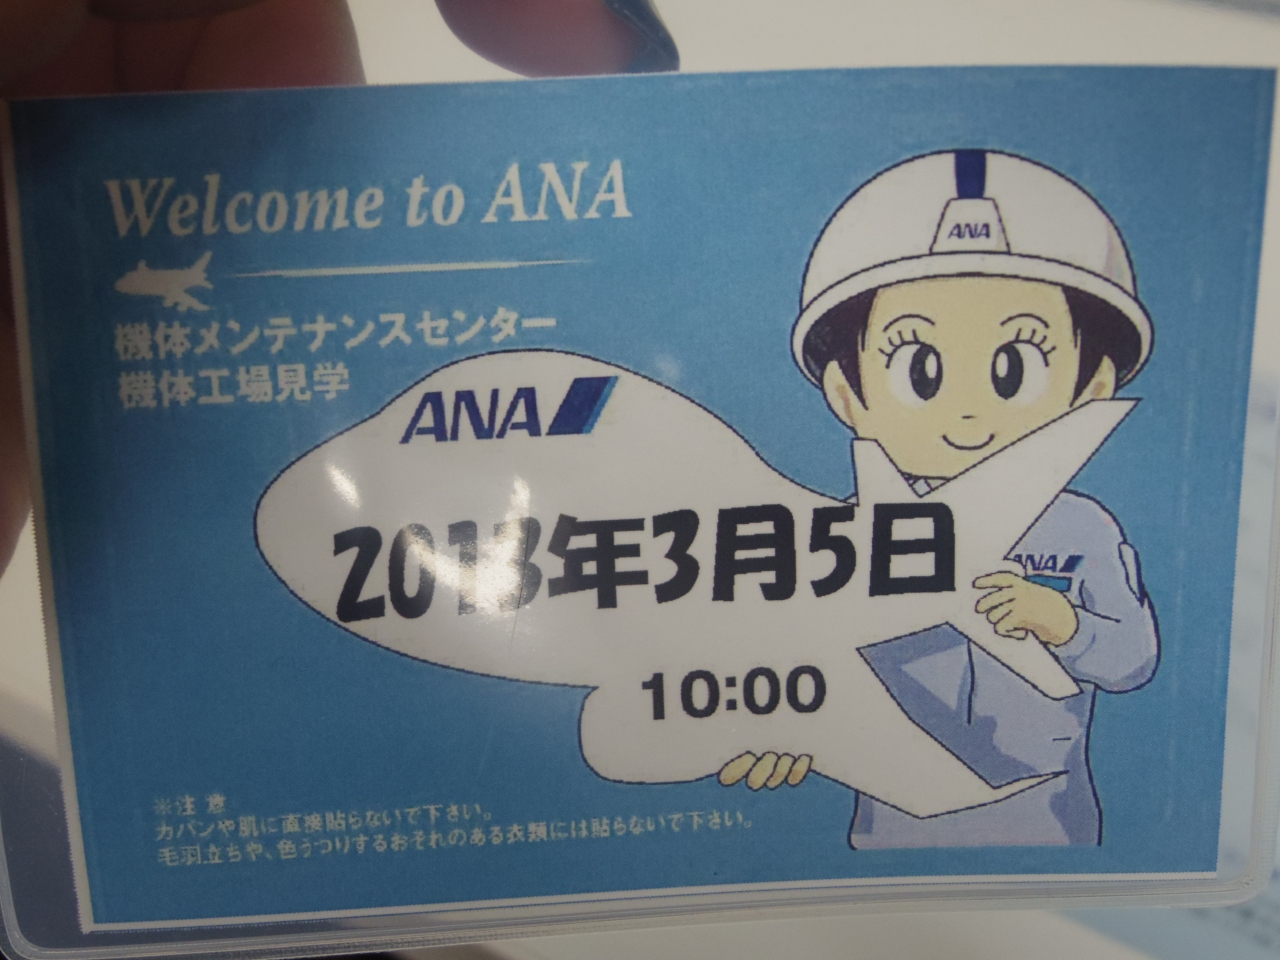 Welcome to ANA
機体メンテナンスセンター
機体工場見学
ANA
ANA
2013年3月5日
ANA
10:00
※注意
カバンや肌に直接貼らないで下さい。
毛羽立ちや、色うつりするおそれのある衣類には貼らないで下さい。